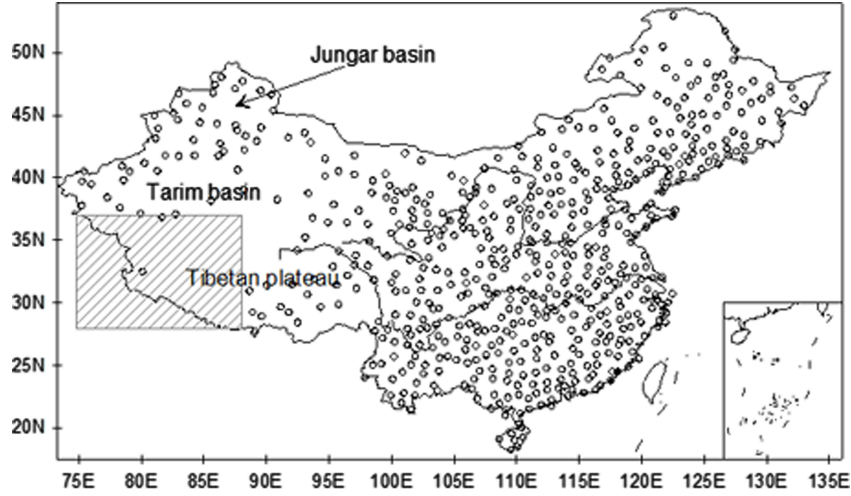 50N
Jungar basin
45N
40N
Tarim basin
35N
Tibetan plateau
30N
25N
20N
75E 80E 85E 90E 95E 100E 105E 110E 115E 120E 125E 130E 135E